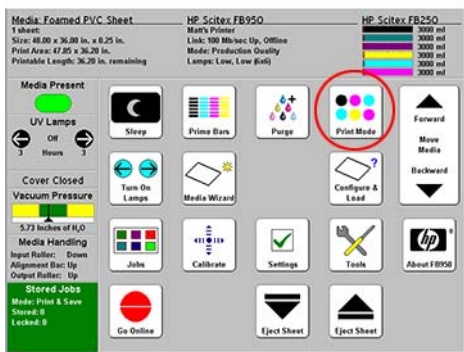 Media: Foamed PVC Sheet
1 sheet:
Size: 48.00 x 36.00 in. x 0.25 in.
Print Area: 47.85 x 36.20 in.
Printable Length: 36.20 in. remaining
HP Scitex FB950
Matt's Printer
Link: 100 Mb/sec Up, Offline
Mode: Production Quality
Lamps: Low, Low (6x6)
HP Scitex FB250
3000 ml
3000 ml
3000 ml
3000 ml
3000 ml
3000 ml
Media Present
UV Lamps
Off
3 Hours 3
Cover Closed
Vacuum Pressure
5.73 Inches of H2O
Media Handling
Input Roller: Down
Alignment Bar: Up
Output Roller: Up
Stored Jobs
Mode: Print & Save
Stored: 0
Locked: 0
Sleep
Prime Bars
Purge
Print Mode
Forward
Move
Media
Backward
Turn On
Lamps
Media Wizard
?
Configure &
Load
Jobs
Calibrate
Settings
Tools
hp
About FB950
Go Online
Eject Sheet
Eject Sheet